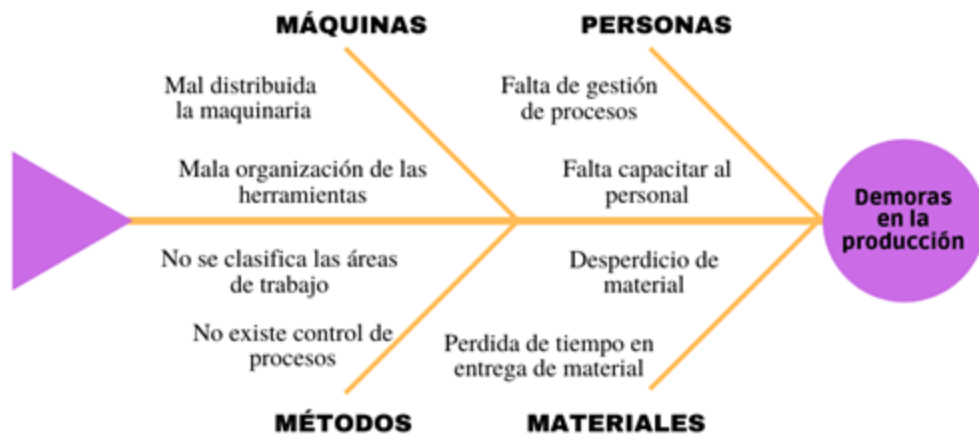 MÁQUINAS
PERSONAS
Mal distribuida
la maquinaria
Falta de gestión
de procesos
Mala organización de las
herramientas
Falta capacitar al
personal
Demoras
en la
producción
No se clasifica las áreas
de trabajo
Desperdicio de
material
No existe control de
procesos
Perdida de tiempo en
entrega de material
MÉTODOS
MATERIALES